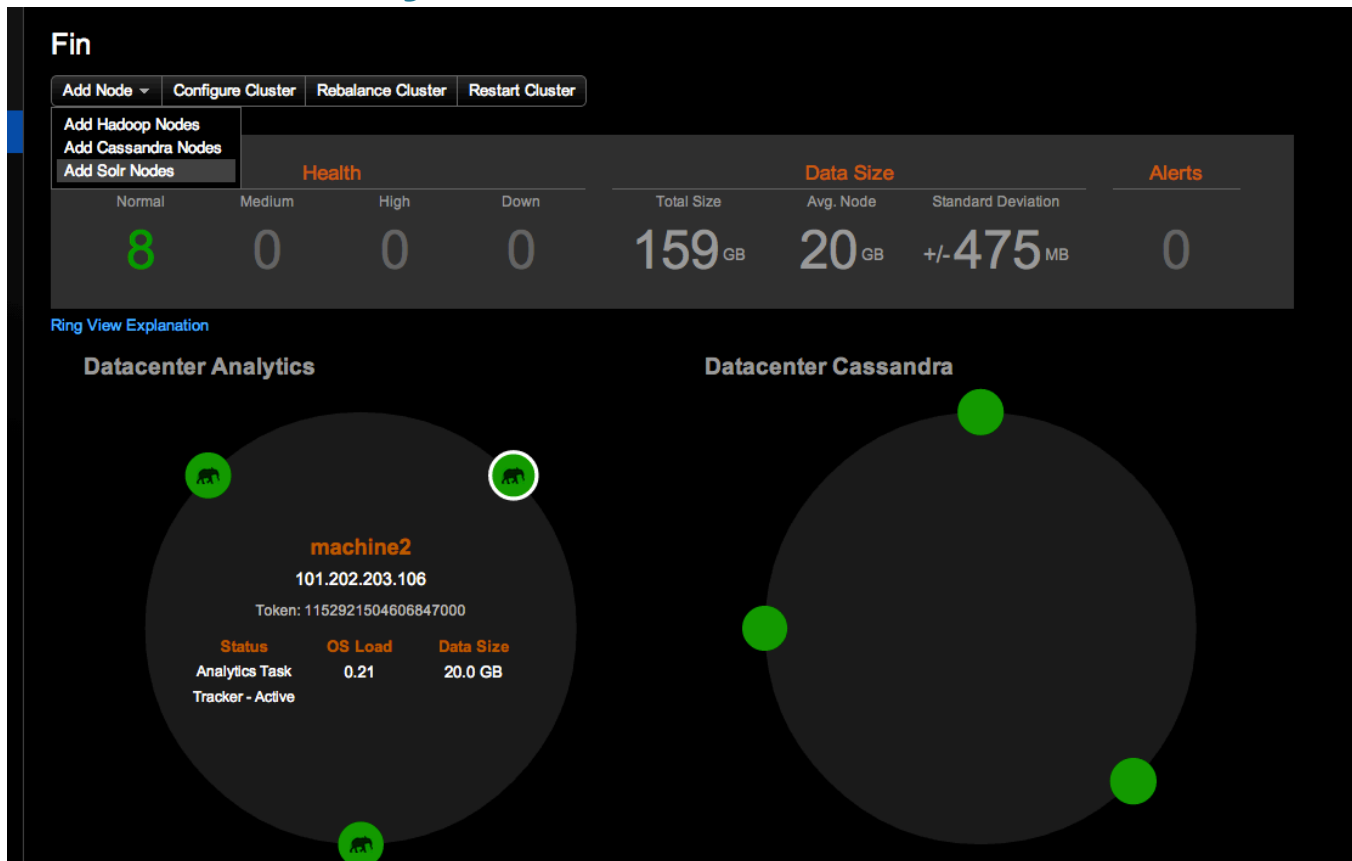 Fin
Add Node Configure Cluster Rebalance Cluster Restart Cluster
Add Hadoop Nodes
Add Cassandra Nodes
Add Solr Nodes
Health Data Size Alerts
Normal Medium High Down Total Size Avg. Node Standard Deviation
8 0 0 0 159 GB 20 GB +/-475 MB 0
Ring View Explanation
Datacenter Analytics Datacenter Cassandra
machine2
101.202.203.106
Token: 1152921504606847000
Status OS Load Data Size
Analytics Task 0.21 20.0 GB
Tracker - Active